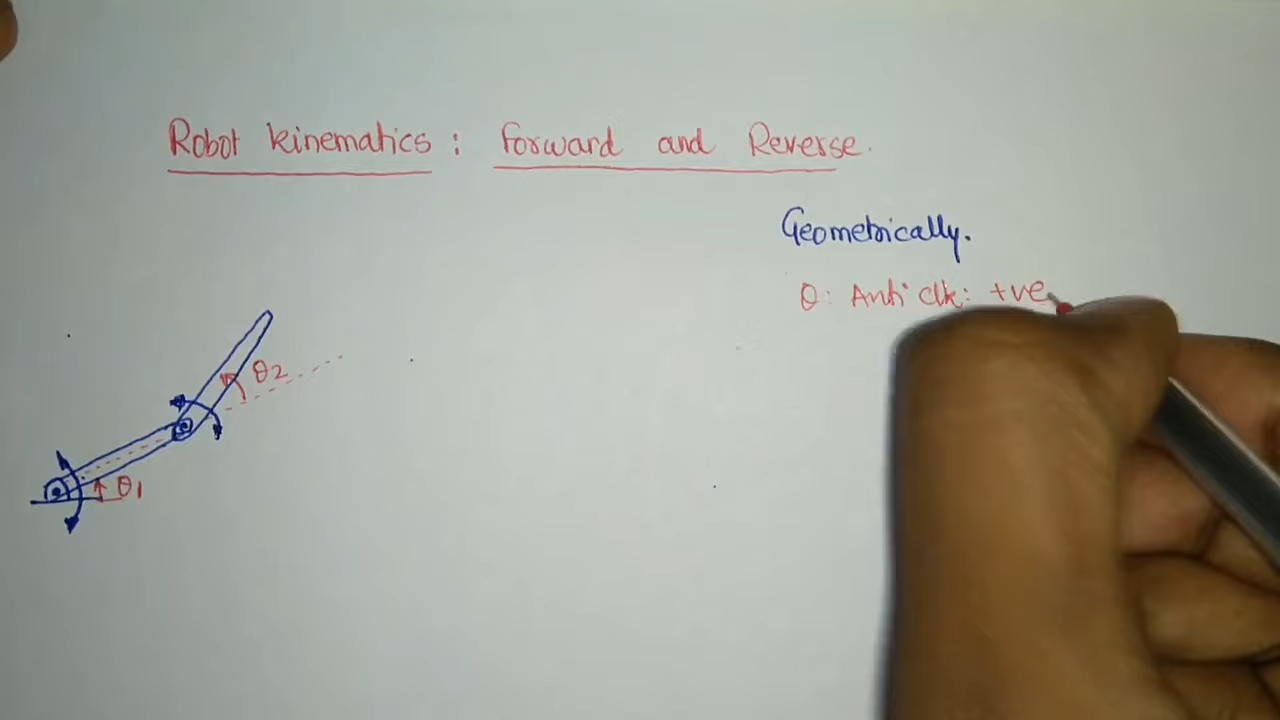 Robot kinematics : Forward and Reverse.
Geometrically.
θ: Anti clk: +ve
θ2
θ1